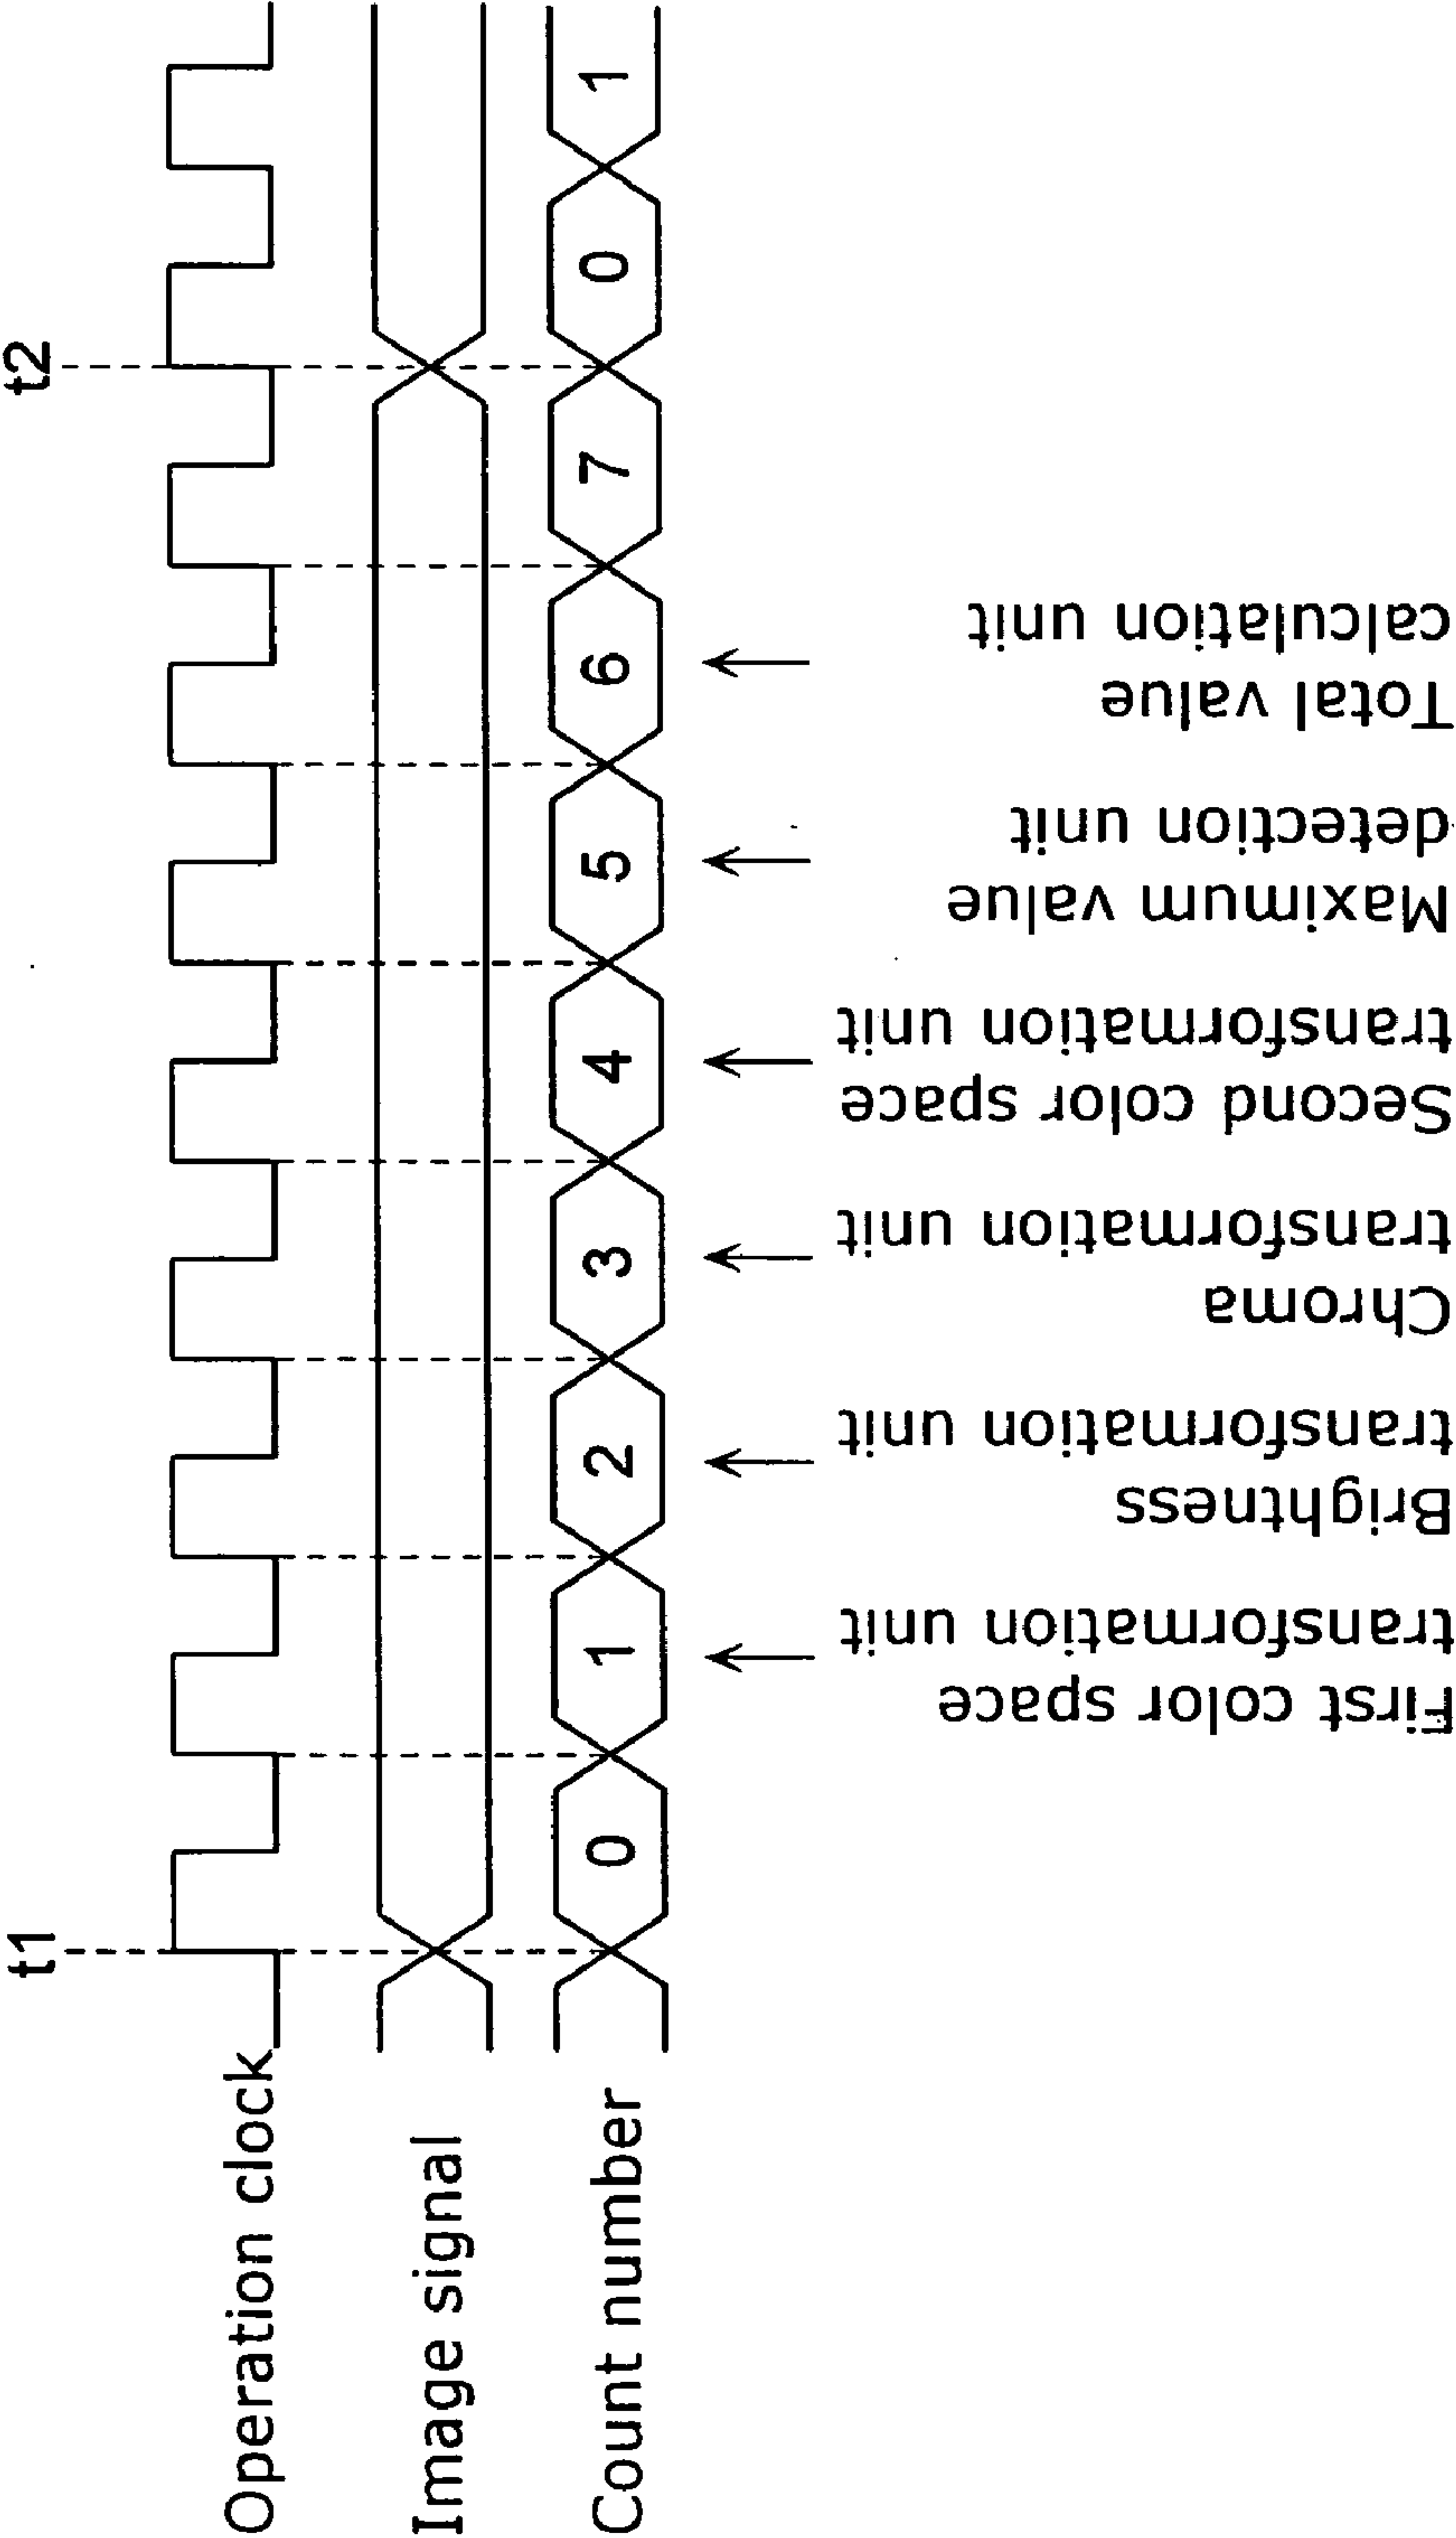 t1
t2
Operation clock
Image signal
Count number
0
1
2
3
4
5
6
7
0
1
First color space
transformation unit
Brightness
transformation unit
Chroma
transformation unit
Second color space
transformation unit
Maximum value
detection unit
Total value
calculation unit